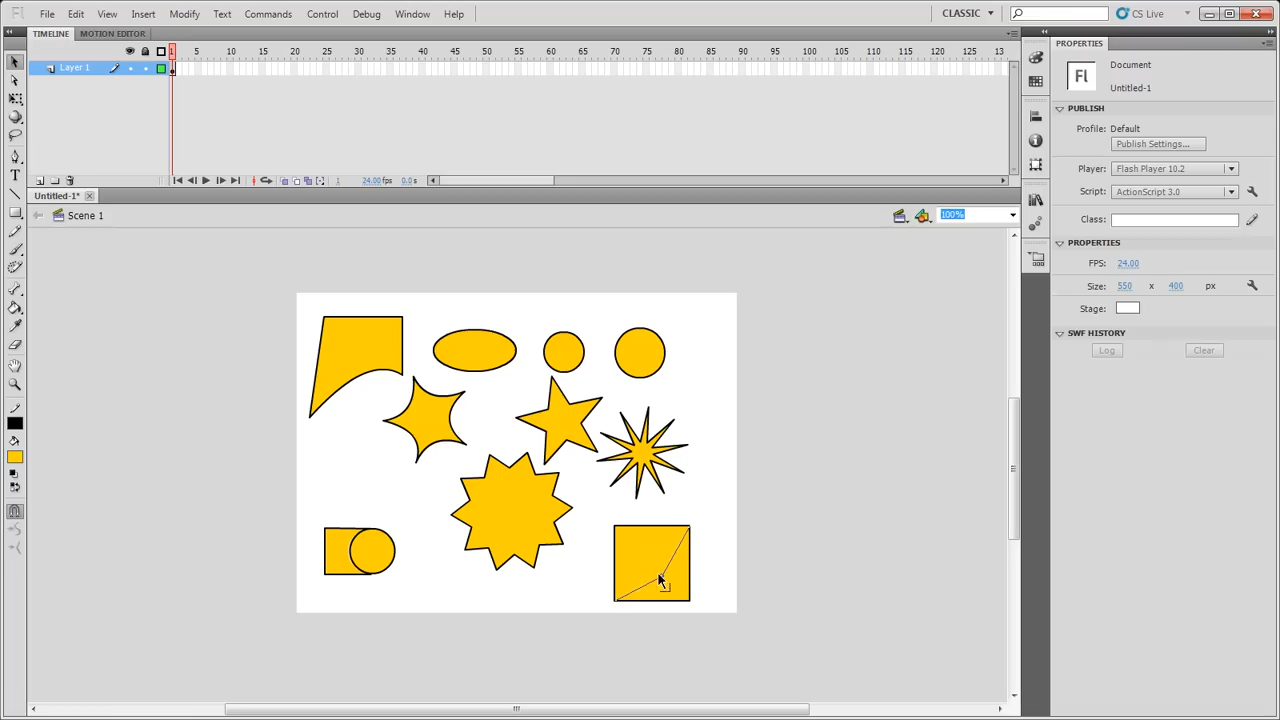 Fl File Edit View Insert Modify Text Commands Control Debug Window Help CLASSIC CS Live
TIMELINE MOTION EDITOR
1 5 10 15 20 25 30 35 40 45 50 55 60 65 70 75 80 85 90 95 100 105 110 115 120 125 13
Layer 1
1 24.00 fps 0.0 s
Untitled-1*
Scene 1 100%
PROPERTIES
Fl Document
Untitled-1
PUBLISH
Profile: Default
Publish Settings...
Player: Flash Player 10.2
Script: ActionScript 3.0
Class:
PROPERTIES
FPS: 24.00
Size: 550 x 400 px
Stage:
SWF HISTORY
Log Clear